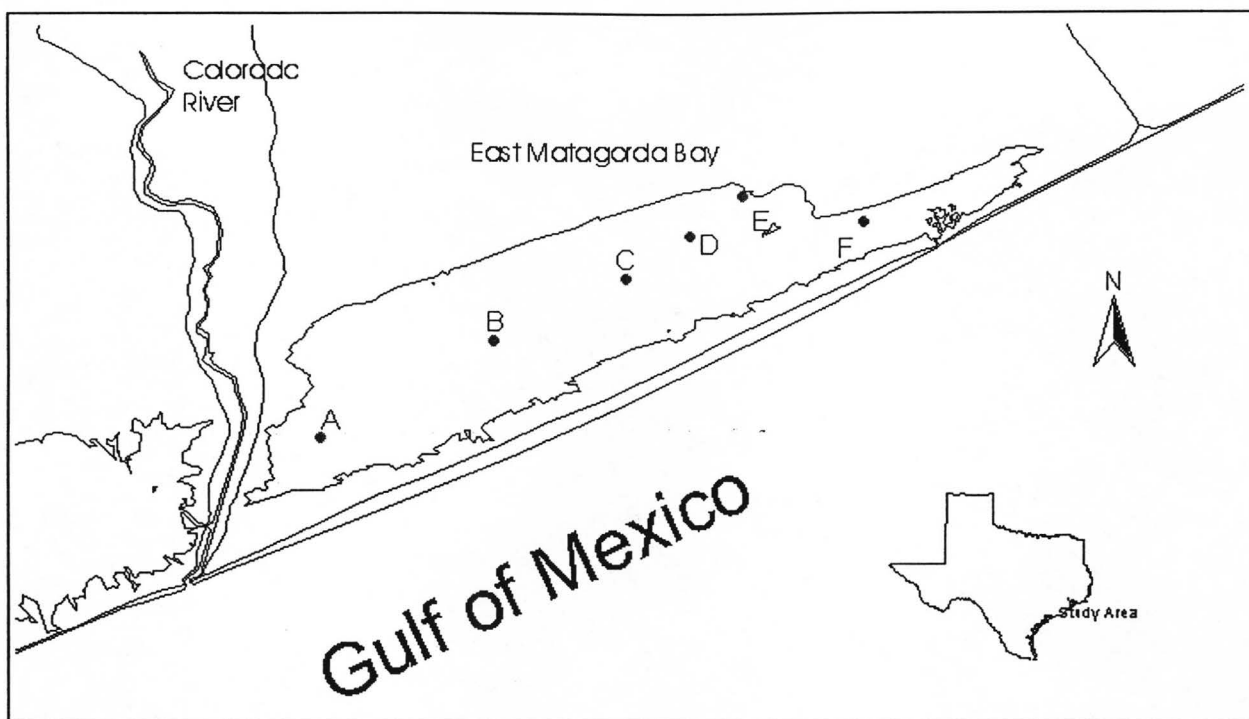 Colorado
River
East Matagorda Bay
E
D
F
C
N
B
A
Gulf of Mexico
Study Area